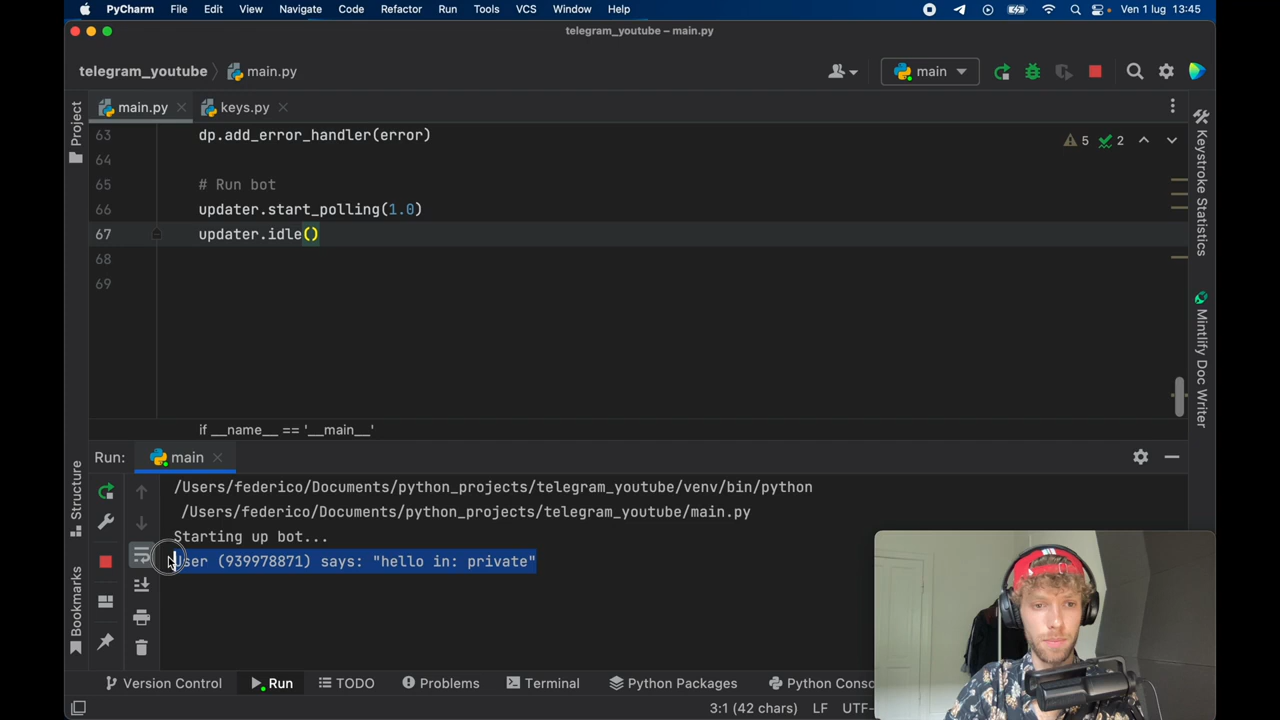 PyCharm File Edit View Navigate Code Refactor Run Tools VCS Window Help Ven 1 lug 13:45
telegram_youtube – main.py
telegram_youtube main.py main
main.py keys.py
Project
63 dp.add_error_handler(error)
5 2
64
65 # Run bot
66 updater.start_polling(1.0)
67 updater.idle()
68
69
Keystroke Statistics
Mintlify Doc Writer
if __name__ == '__main__'
Run: main
/Users/federico/Documents/python_projects/telegram_youtube/venv/bin/python
/Users/federico/Documents/python_projects/telegram_youtube/main.py
Starting up bot...
User (939978871) says: "hello in: private"
Structure
Bookmarks
Version Control Run TODO Problems Terminal Python Packages Python Conso
3:1 (42 chars) LF UTF-